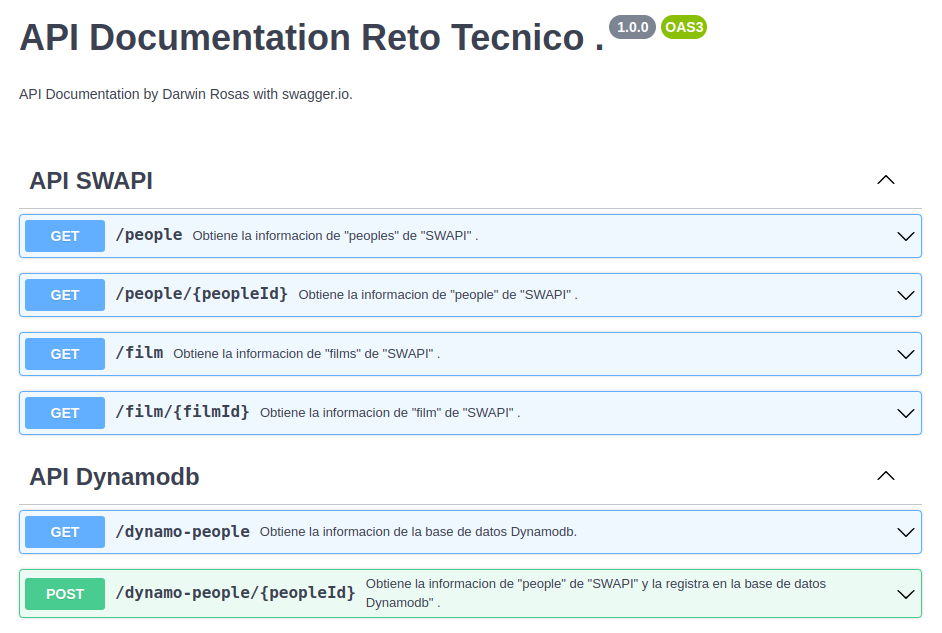 API Documentation Reto Tecnico . 1.0.0 OAS3
API Documentation by Darwin Rosas with swagger.io.
API SWAPI
GET /people Obtiene la informacion de "peoples" de "SWAPI" .
GET /people/{peopleId} Obtiene la informacion de "people" de "SWAPI" .
GET /film Obtiene la informacion de "films" de "SWAPI" .
GET /film/{filmId} Obtiene la informacion de "film" de "SWAPI" .
API Dynamodb
GET /dynamo-people Obtiene la informacion de la base de datos Dynamodb.
POST /dynamo-people/{peopleId} Obtiene la informacion de "people" de "SWAPI" y la registra en la base de datos
Dynamodb" .